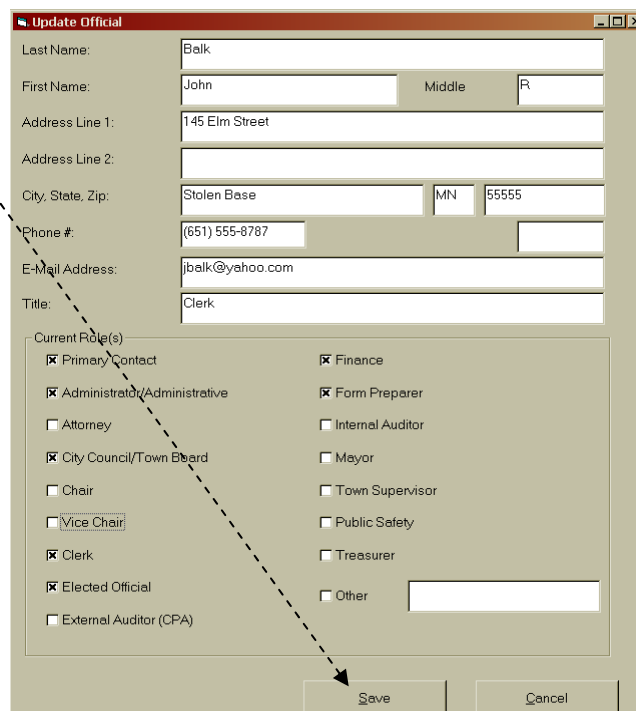 Update Official
Last Name: Balk
First Name: John Middle R
Address Line 1: 145 Elm Street
Address Line 2:
City, State, Zip: Stolen Base MN 55555
Phone #: (651) 555-8787
E-Mail Address: jbalk@yahoo.com
Title: Clerk
Current Role(s)
Primary Contact Finance
Administrator/Administrative Form Preparer
Attorney Internal Auditor
City Council/Town Board Mayor
Chair Town Supervisor
Vice Chair Public Safety
Clerk Treasurer
Elected Official Other
External Auditor (CPA)
Save Cancel